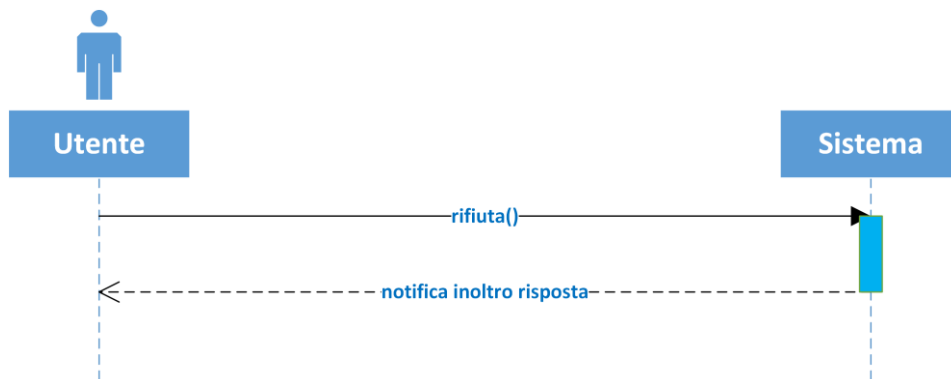 Utente
Sistema
rifiuta()
notifica inoltro risposta